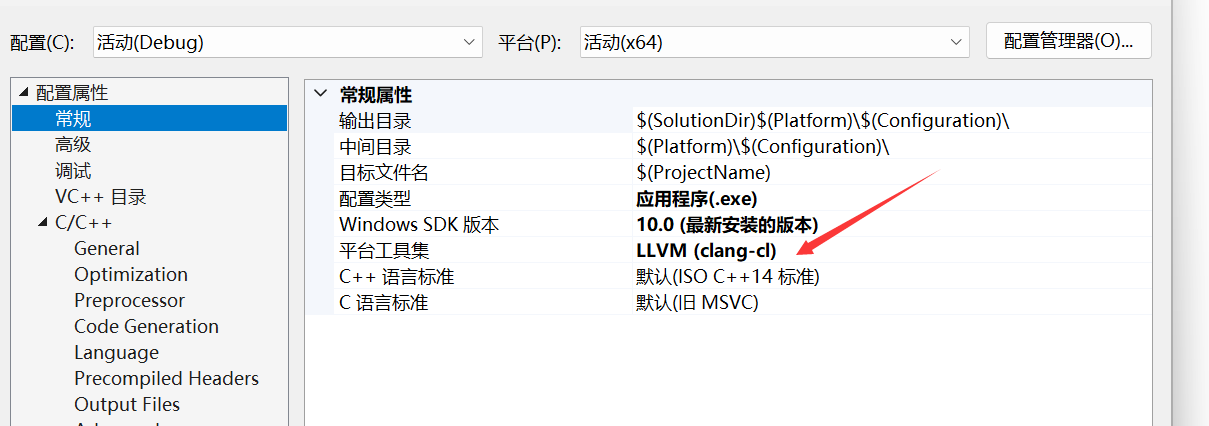 配置(C): 活动(Debug) 平台(P): 活动(x64) 配置管理器(O)...
配置属性
常规
高级
调试
VC++ 目录
C/C++
General
Optimization
Preprocessor
Code Generation
Language
Precompiled Headers
Output Files
常规属性
输出目录 $(SolutionDir)$(Platform)\$(Configuration)\
中间目录 $(Platform)\$(Configuration)\
目标文件名 $(ProjectName)
配置类型 应用程序(.exe)
Windows SDK 版本 10.0 (最新安装的版本)
平台工具集 LLVM (clang-cl)
C++ 语言标准 默认(ISO C++14 标准)
C 语言标准 默认(旧 MSVC)